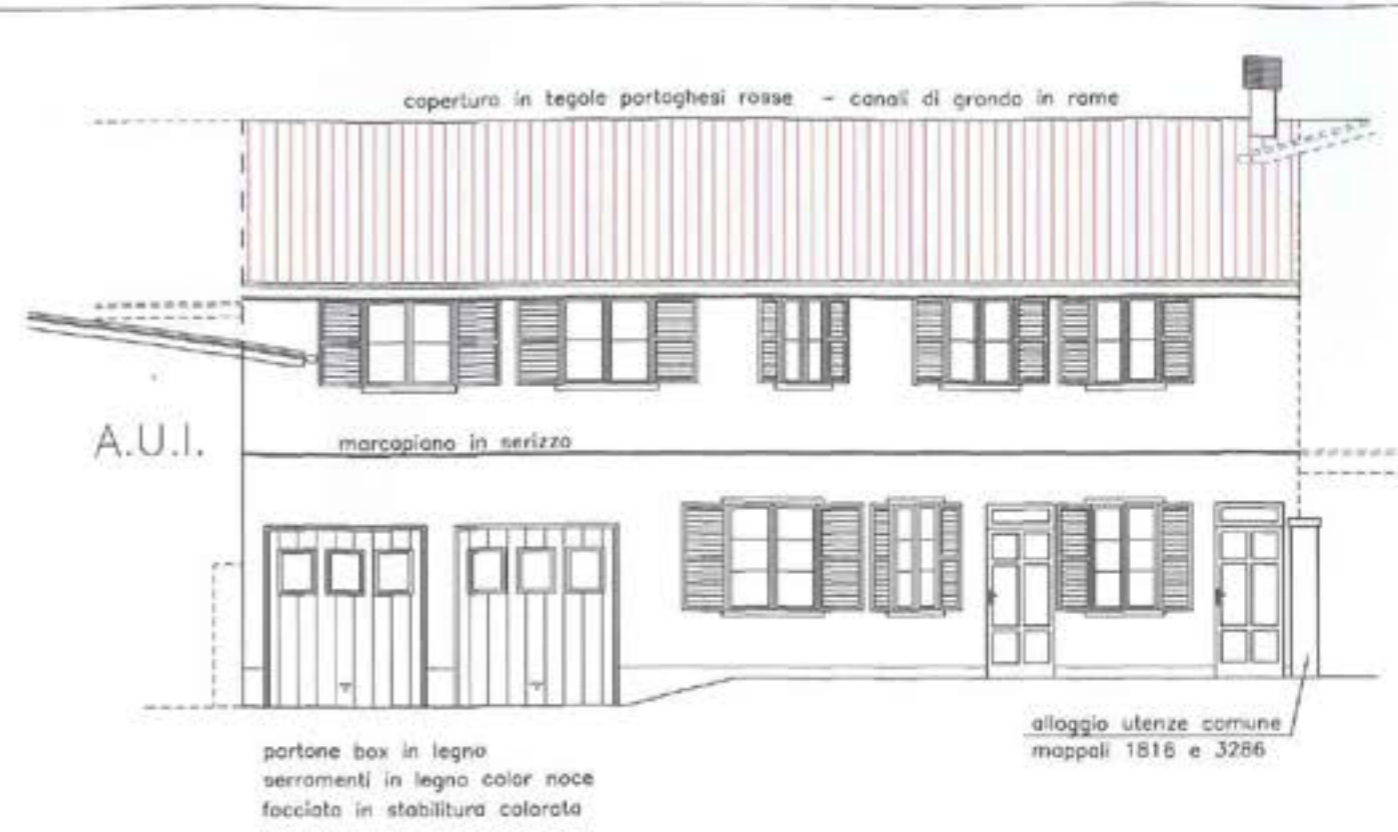 copertura in tegole portoghesi rosse - canali di gronda in rame
A.U.I.
marcapiano in serizzo
portone box in legno
serramenti in legno color noce
facciata in stabilitura colorata
alloggio utenze comune
mappali 1816 e 3286